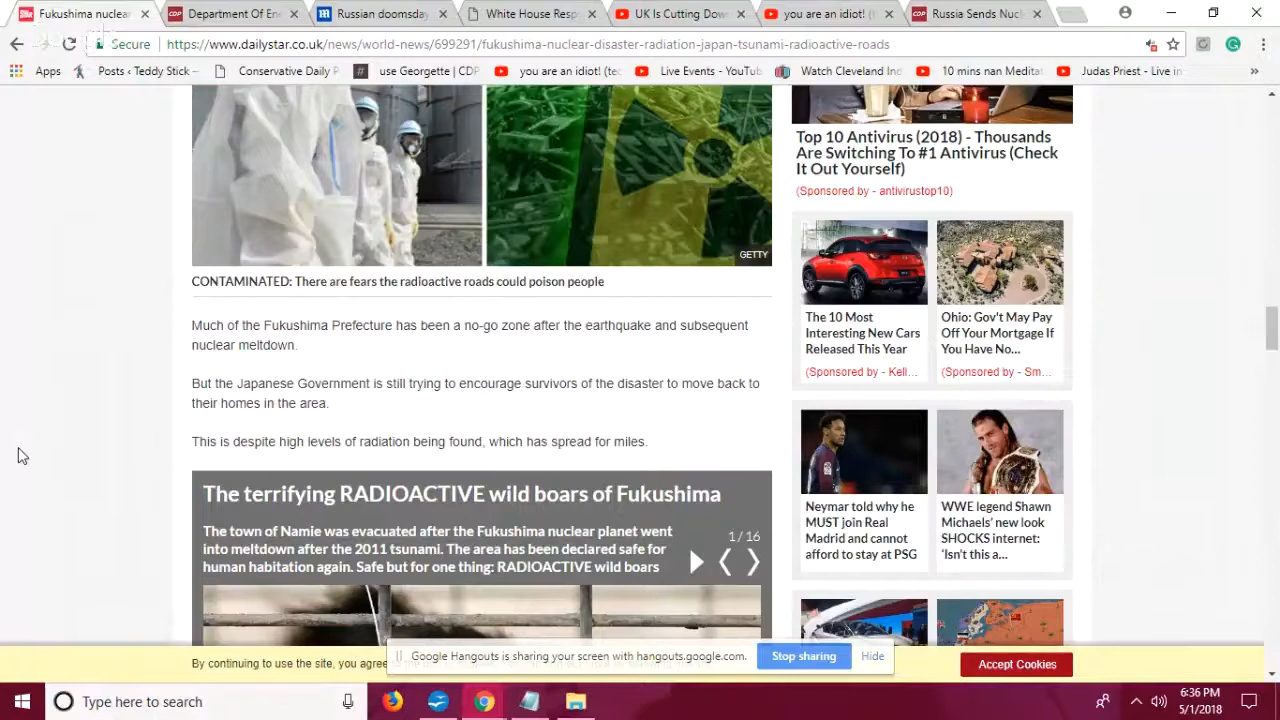 Fukushima nuclear
Department Of En
Russian doomsday
White House Resp
UK Is Cutting Dow
you are an idiot! (t
Russia Sends Nucl
Secure
https://www.dailystar.co.uk/news/world-news/699291/fukushima-nuclear-disaster-radiation-japan-tsunami-radioactive-roads
Apps
Posts ‹ Teddy Stick —
Conservative Daily P
use Georgette | CDP
you are an idiot! (tec
Live Events - YouTub
Watch Cleveland Ind
10 mins nan Meditat
Judas Priest - Live in
»
GETTY
CONTAMINATED: There are fears the radioactive roads could poison people
Much of the Fukushima Prefecture has been a no-go zone after the earthquake and subsequent
nuclear meltdown.
But the Japanese Government is still trying to encourage survivors of the disaster to move back to
their homes in the area.
This is despite high levels of radiation being found, which has spread for miles.
The terrifying RADIOACTIVE wild boars of Fukushima
The town of Namie was evacuated after the Fukushima nuclear planet went
into meltdown after the 2011 tsunami. The area has been declared safe for
human habitation again. Safe but for one thing: RADIOACTIVE wild boars
1 / 16
Top 10 Antivirus (2018) - Thousands
Are Switching To #1 Antivirus (Check
It Out Yourself)
(Sponsored by - antivirustop10)
The 10 Most
Interesting New Cars
Released This Year
(Sponsored by - Kell...
Ohio: Gov't May Pay
Off Your Mortgage If
You Have No...
(Sponsored by - Sm...
Neymar told why he
MUST join Real
Madrid and cannot
afford to stay at PSG
WWE legend Shawn
Michaels' new look
SHOCKS internet:
'Isn't this a...
By continuing to use the site, you agree
Google Hangouts is sharing your screen with hangouts.google.com.
Stop sharing
Hide
Accept Cookies
Type here to search
6:36 PM
5/1/2018